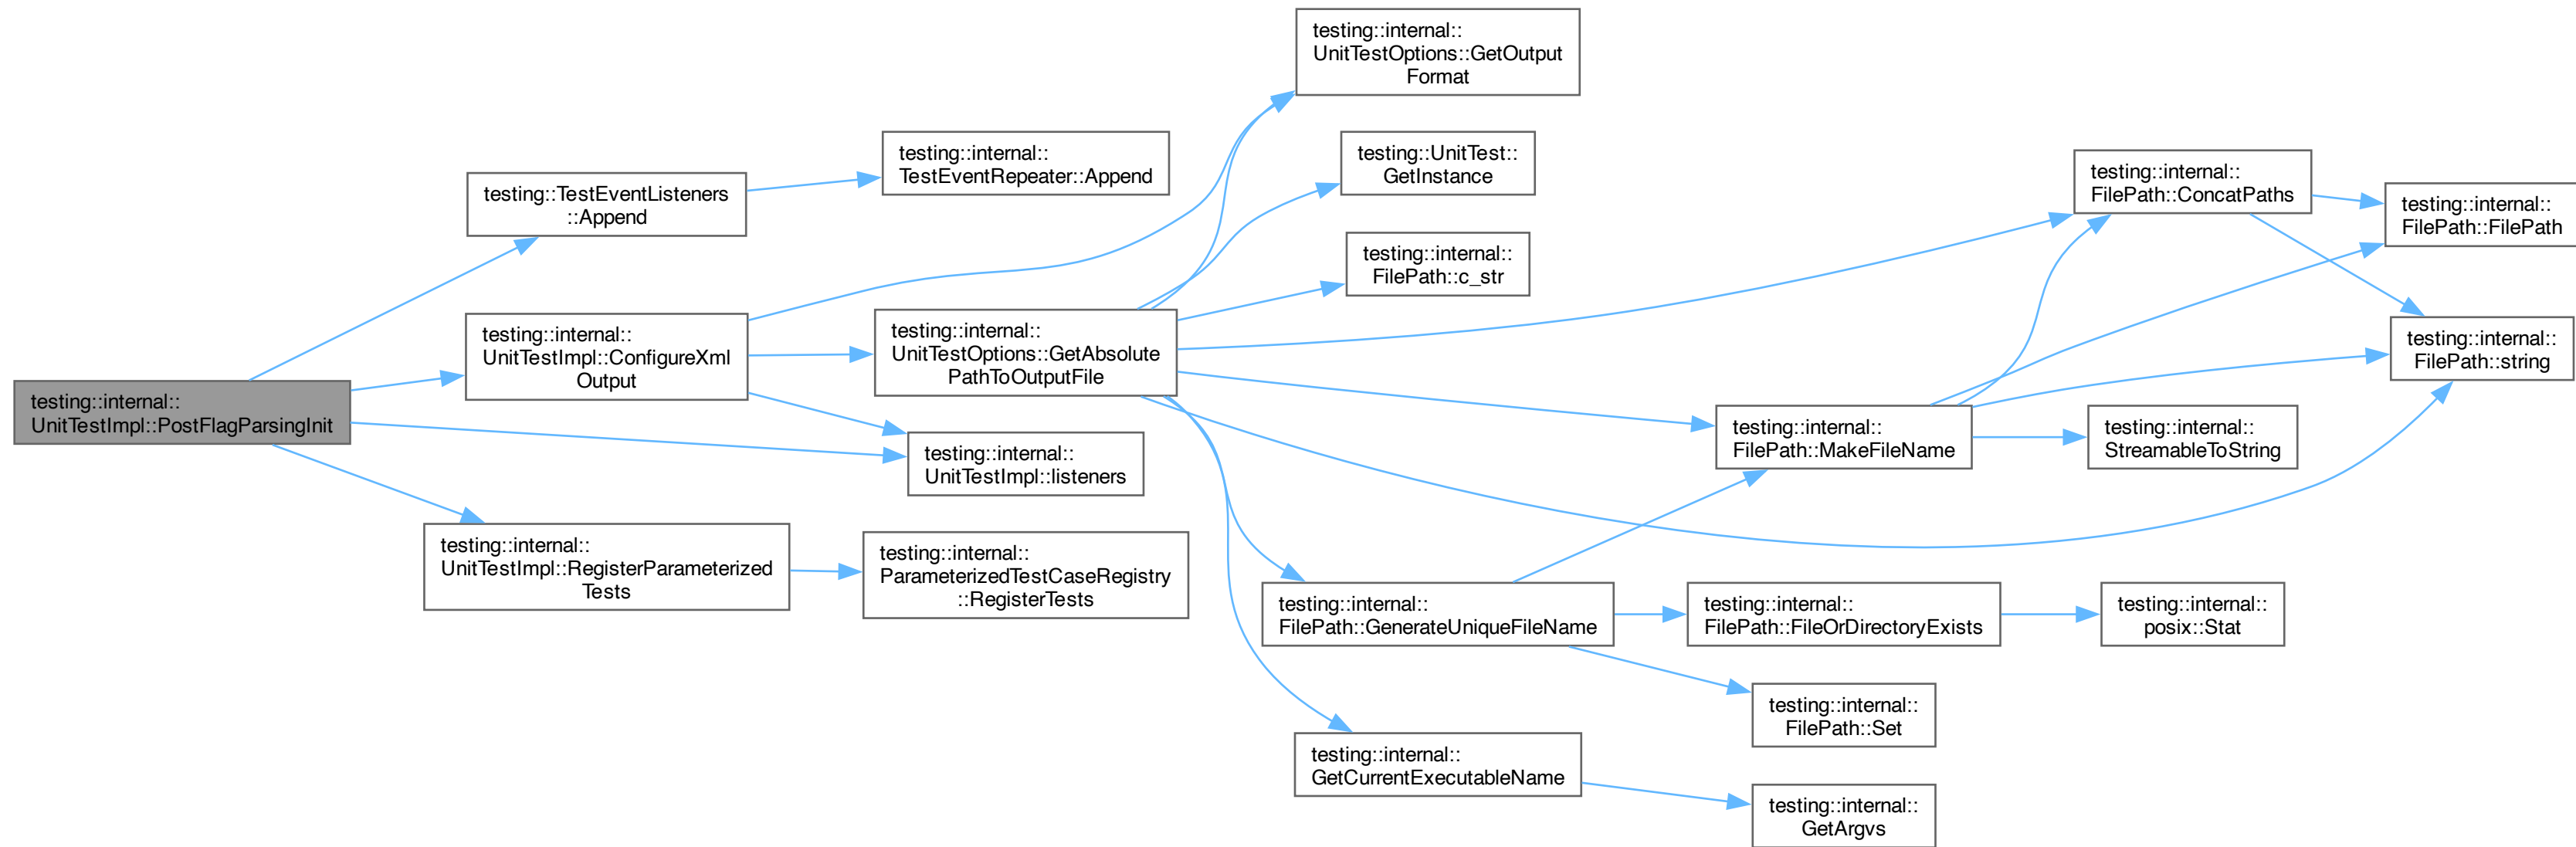 testing::internal::
UnitTestImpl::PostFlagParsingInit
testing::TestEventListeners
::Append
testing::internal::
TestEventRepeater::Append
testing::internal::
UnitTestImpl::ConfigureXml
Output
testing::internal::
UnitTestOptions::GetOutput
Format
testing::internal::
UnitTestOptions::GetAbsolute
PathToOutputFile
testing::UnitTest::
GetInstance
testing::internal::
FilePath::c_str
testing::internal::
FilePath::ConcatPaths
testing::internal::
FilePath::FilePath
testing::internal::
FilePath::string
testing::internal::
FilePath::MakeFileName
testing::internal::
StreamableToString
testing::internal::
UnitTestImpl::listeners
testing::internal::
UnitTestImpl::RegisterParameterized
Tests
testing::internal::
ParameterizedTestCaseRegistry
::RegisterTests
testing::internal::
FilePath::GenerateUniqueFileName
testing::internal::
FilePath::FileOrDirectoryExists
testing::internal::
posix::Stat
testing::internal::
FilePath::Set
testing::internal::
GetCurrentExecutableName
testing::internal::
GetArgvs